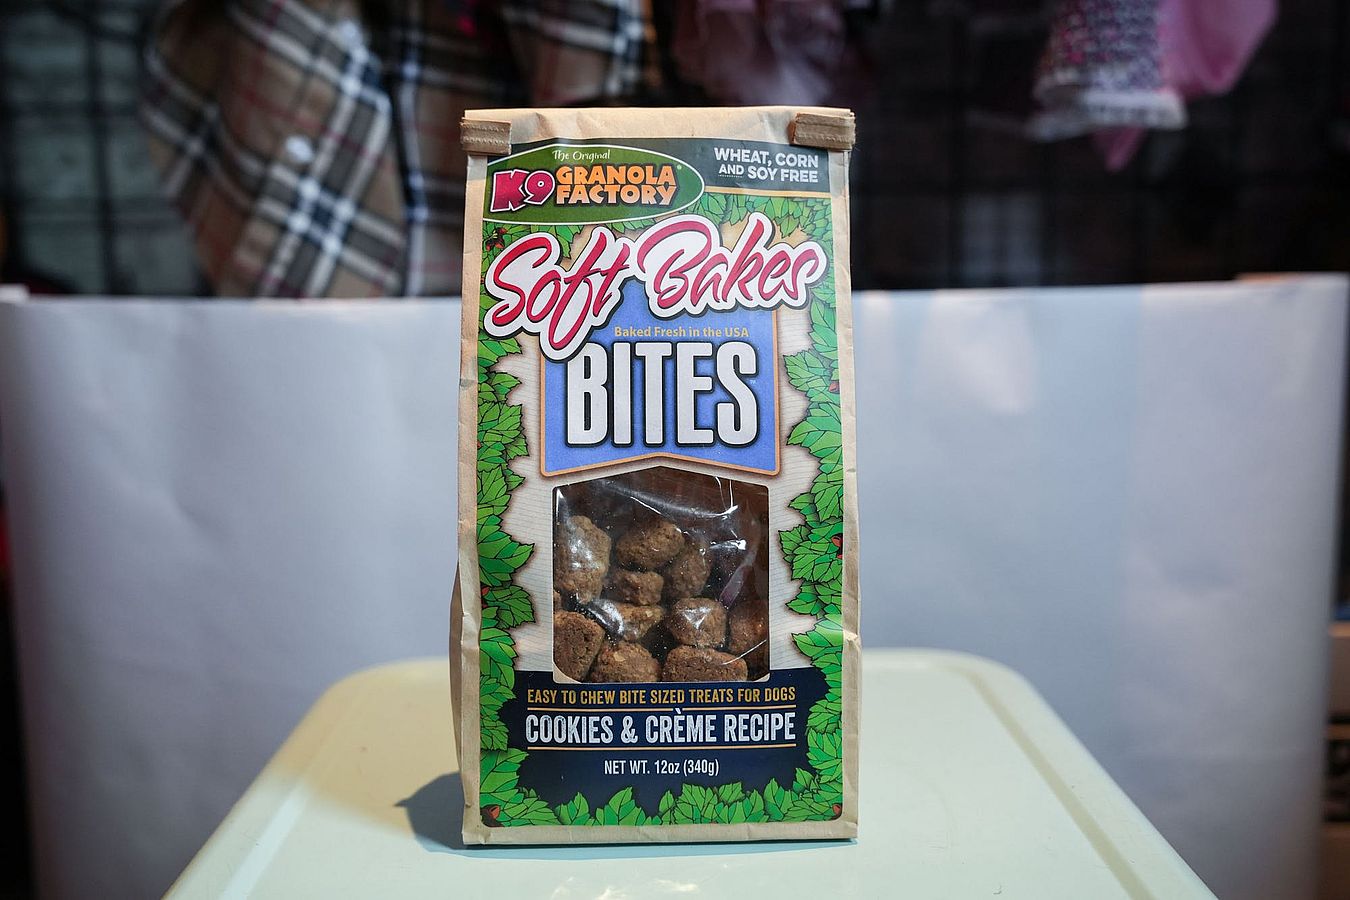 The Original
K9 GRANOLA
FACTORY
WHEAT, CORN
AND SOY FREE
Soft Bakes
Baked Fresh in the USA
BITES
EASY TO CHEW BITE SIZED TREATS FOR DOGS
COOKIES & CRÈME RECIPE
NET WT. 12oz (340g)